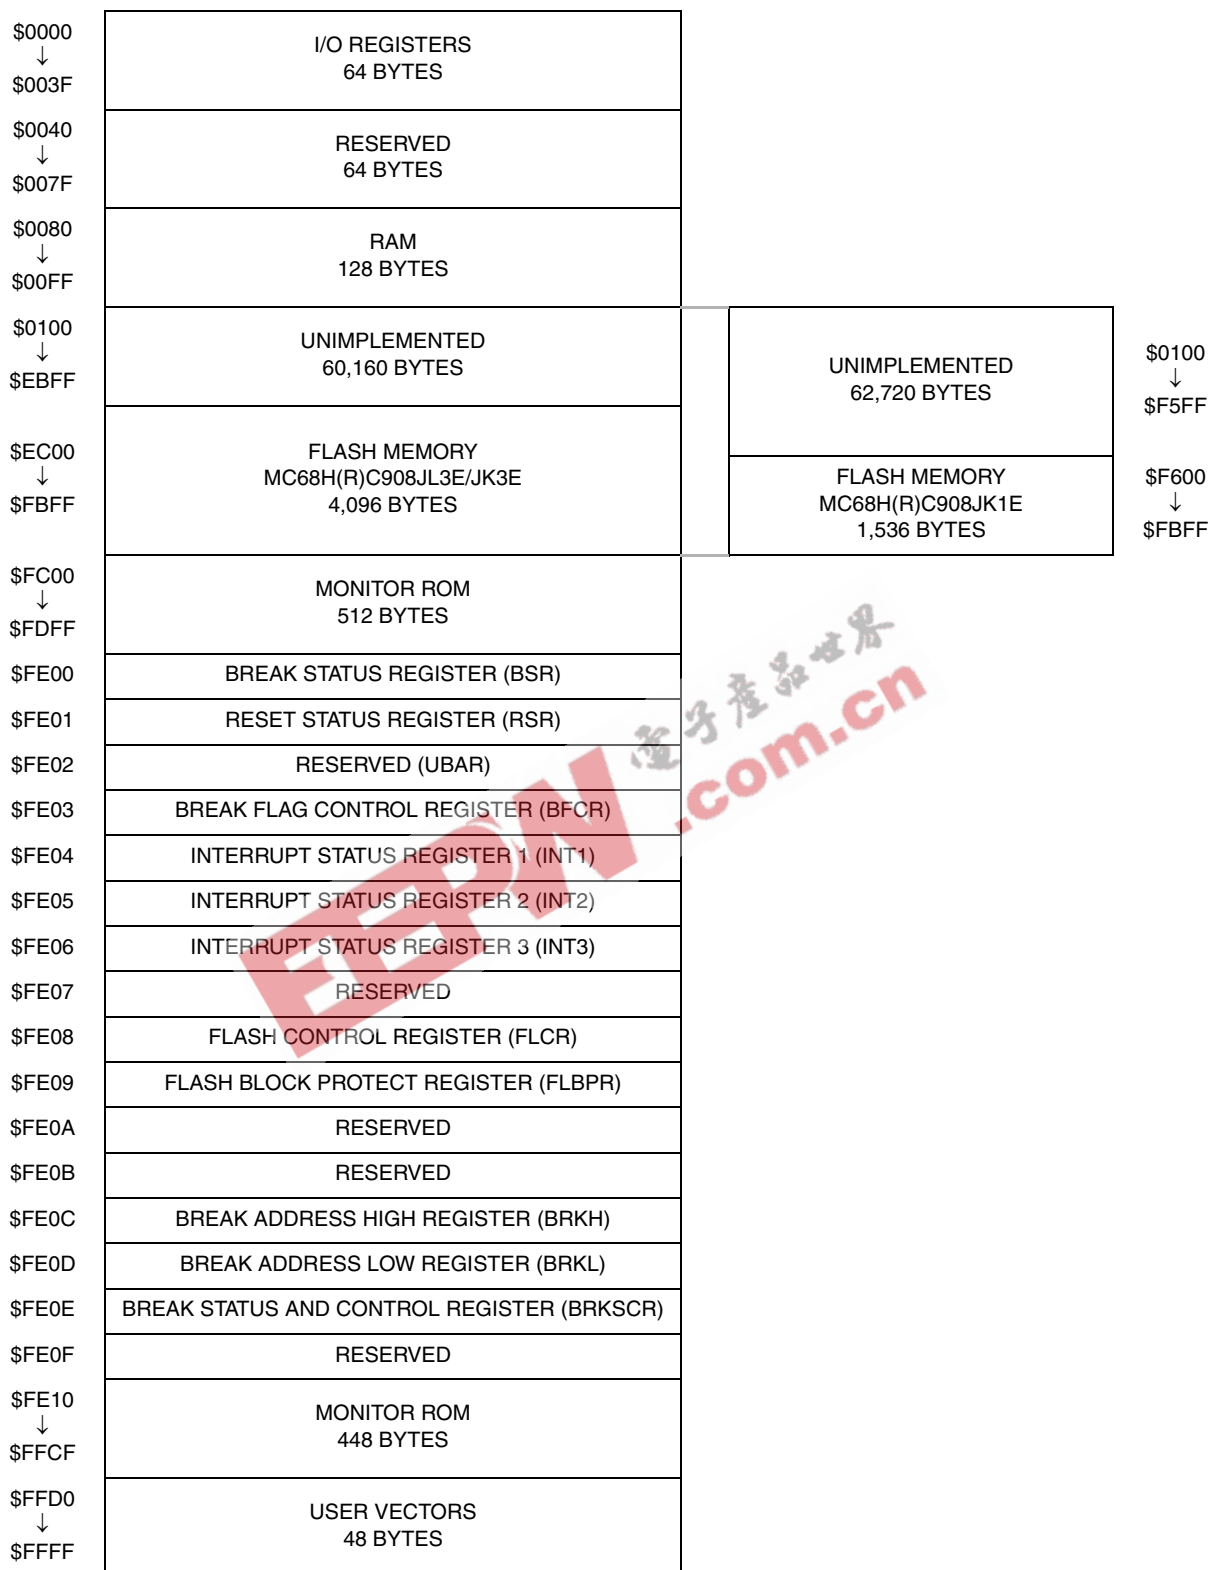 $0000
↓
$003F
I/O REGISTERS
64 BYTES
$0040
↓
$007F
RESERVED
64 BYTES
$0080
↓
$00FF
RAM
128 BYTES
$0100
↓
$EBFF
UNIMPLEMENTED
60,160 BYTES
UNIMPLEMENTED
62,720 BYTES
$0100
↓
$F5FF
$EC00
↓
$FBFF
FLASH MEMORY
MC68H(R)C908JL3E/JK3E
4,096 BYTES
FLASH MEMORY
MC68H(R)C908JK1E
1,536 BYTES
$F600
↓
$FBFF
$FC00
↓
$FDFF
MONITOR ROM
512 BYTES
$FE00 BREAK STATUS REGISTER (BSR)
$FE01 RESET STATUS REGISTER (RSR)
$FE02 RESERVED (UBAR)
$FE03 BREAK FLAG CONTROL REGISTER (BFCR)
$FE04 INTERRUPT STATUS REGISTER 1 (INT1)
$FE05 INTERRUPT STATUS REGISTER 2 (INT2)
$FE06 INTERRUPT STATUS REGISTER 3 (INT3)
$FE07 RESERVED
$FE08 FLASH CONTROL REGISTER (FLCR)
$FE09 FLASH BLOCK PROTECT REGISTER (FLBPR)
$FE0A RESERVED
$FE0B RESERVED
$FE0C BREAK ADDRESS HIGH REGISTER (BRKH)
$FE0D BREAK ADDRESS LOW REGISTER (BRKL)
$FE0E BREAK STATUS AND CONTROL REGISTER (BRKSCR)
$FE0F RESERVED
$FE10
↓
$FFCF
MONITOR ROM
448 BYTES
$FFD0
↓
$FFFF
USER VECTORS
48 BYTES
EEPW
電子產品世界
.com.cn